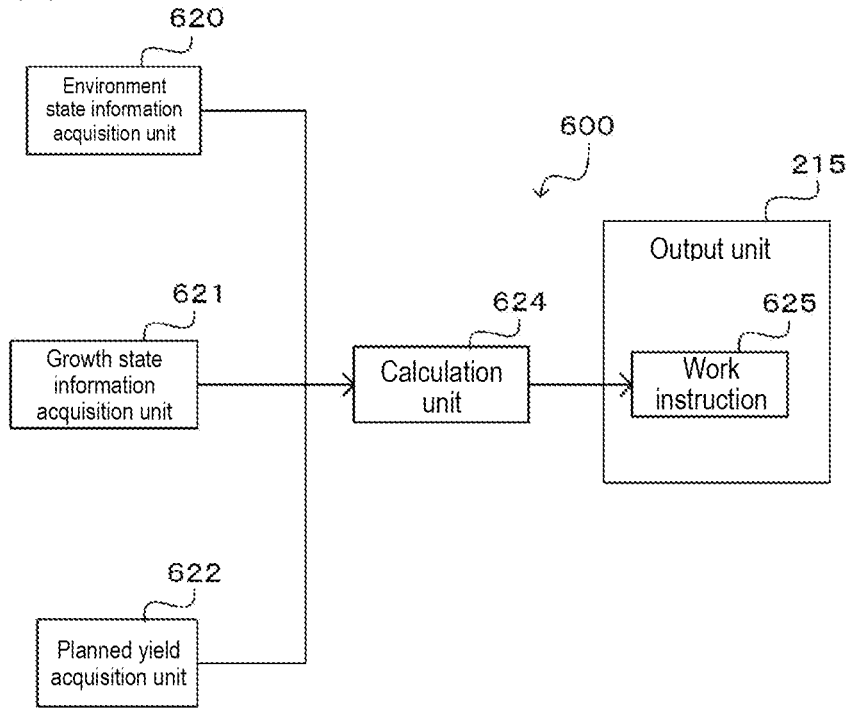 620
Environment
state information
acquisition unit
600
215
Output unit
621
Growth state
information
acquisition unit
624
Calculation
unit
625
Work
instruction
622
Planned yield
acquisition unit